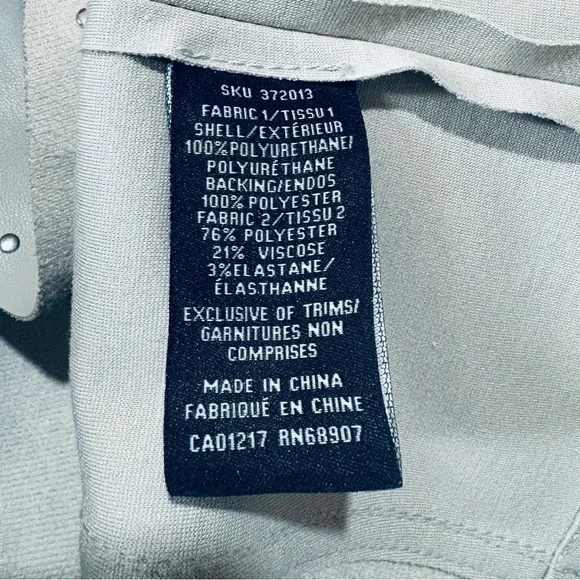 SKU 372013
FABRIC 1/TISSU 1
SHELL/EXTÉRIEUR
100%POLYURETHANE/
POLYURÉTHANE
BACKING/ENDOS
100% POLYESTER
FABRIC 2/TISSU 2
76% POLYESTER
21% VISCOSE
3%ELASTANE/
ÉLASTHANNE
EXCLUSIVE OF TRIMS/
GARNITURES NON
COMPRISES
MADE IN CHINA
FABRIQUÉ EN CHINE
CA01217 RN68907